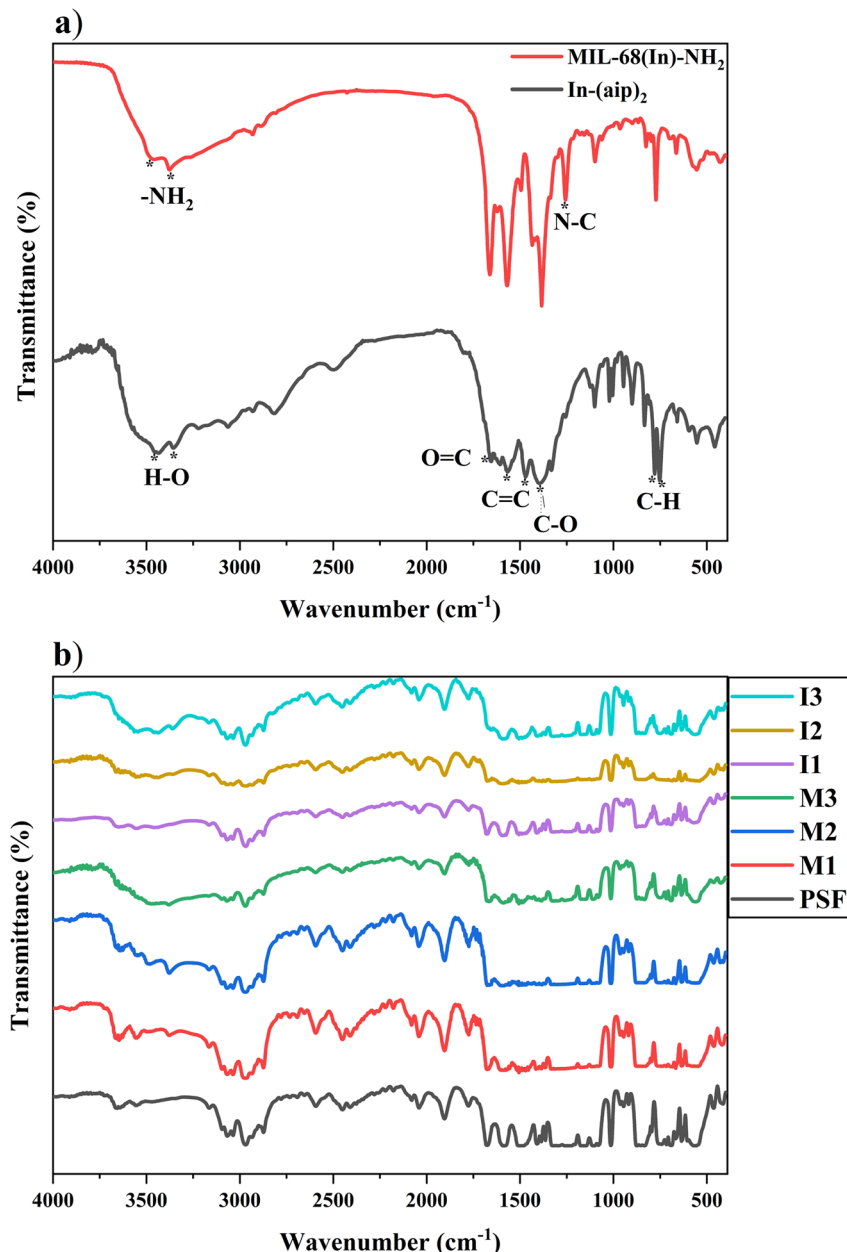 a)
MIL-68(In)-NH₂
In-(aip)₂
*
*
-NH₂
*
N-C
Transmittance (%)
*
*
H-O
O=C
*
*
*
C=C
*
C-O
*
*
C-H
4000 3500 3000 2500 2000 1500 1000 500
Wavenumber (cm⁻¹)
b)
I3
I2
I1
M3
M2
M1
PSF
Transmittance (%)
4000 3500 3000 2500 2000 1500 1000 500
Wavenumber (cm⁻¹)